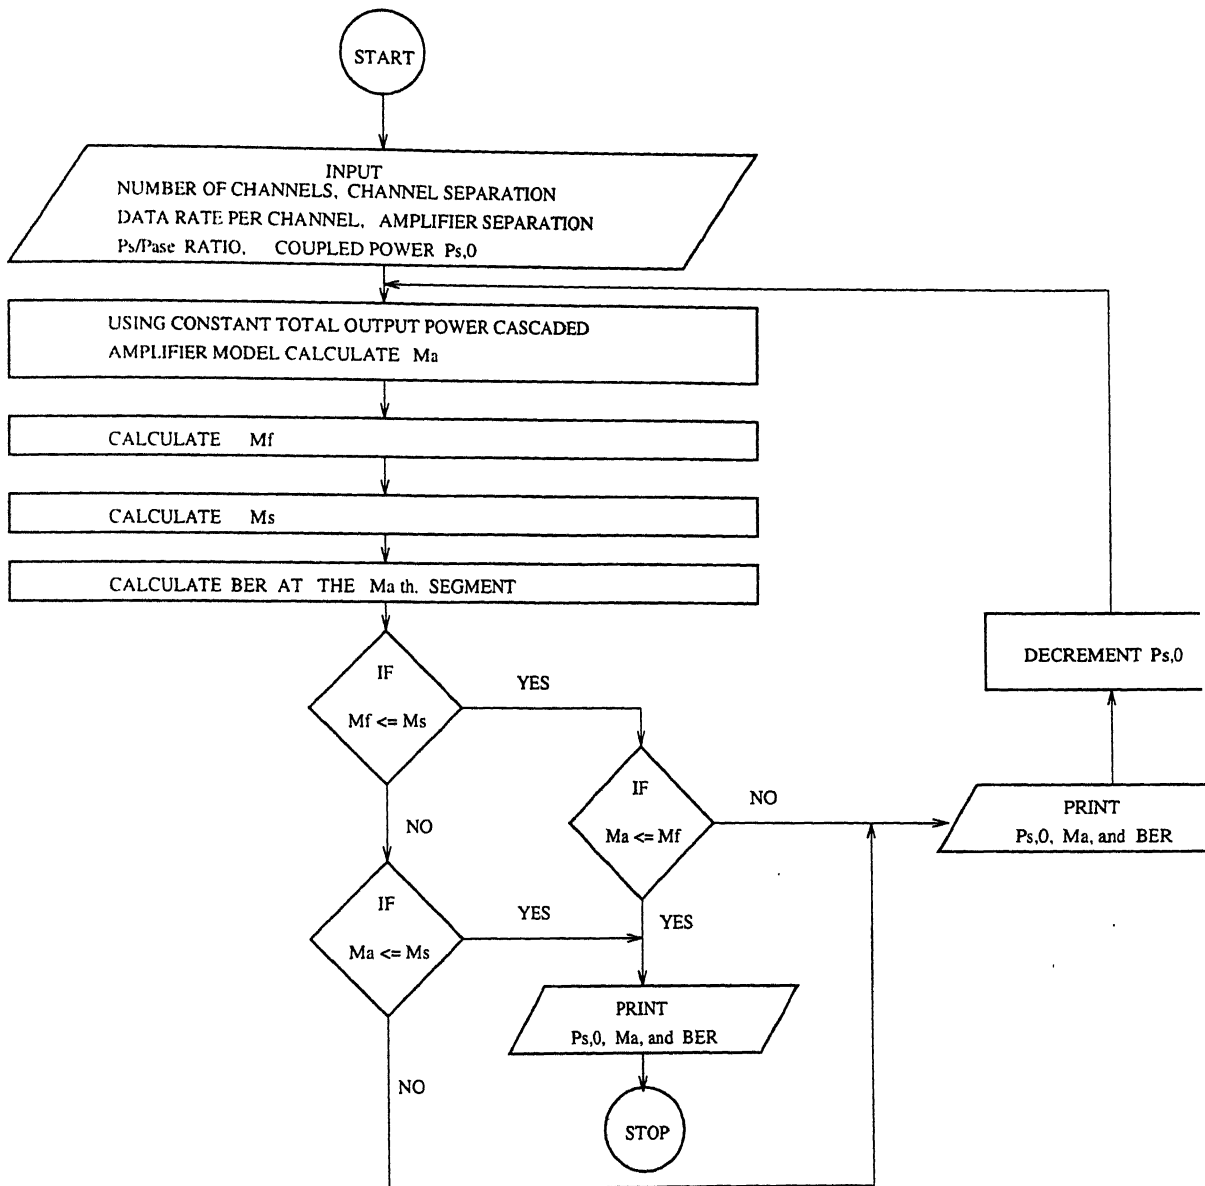 START
INPUT
NUMBER OF CHANNELS, CHANNEL SEPARATION
DATA RATE PER CHANNEL, AMPLIFIER SEPARATION
Ps/Pase RATIO, COUPLED POWER Ps,0
USING CONSTANT TOTAL OUTPUT POWER CASCADED
AMPLIFIER MODEL CALCULATE Ma
CALCULATE Mf
CALCULATE Ms
CALCULATE BER AT THE Ma th. SEGMENT
IF
Mf <= Ms
YES
NO
IF
Ma <= Mf
NO
YES
DECREMENT Ps,0
PRINT
Ps,0, Ma, and BER
IF
Ma <= Ms
YES
NO
PRINT
Ps,0, Ma, and BER
STOP